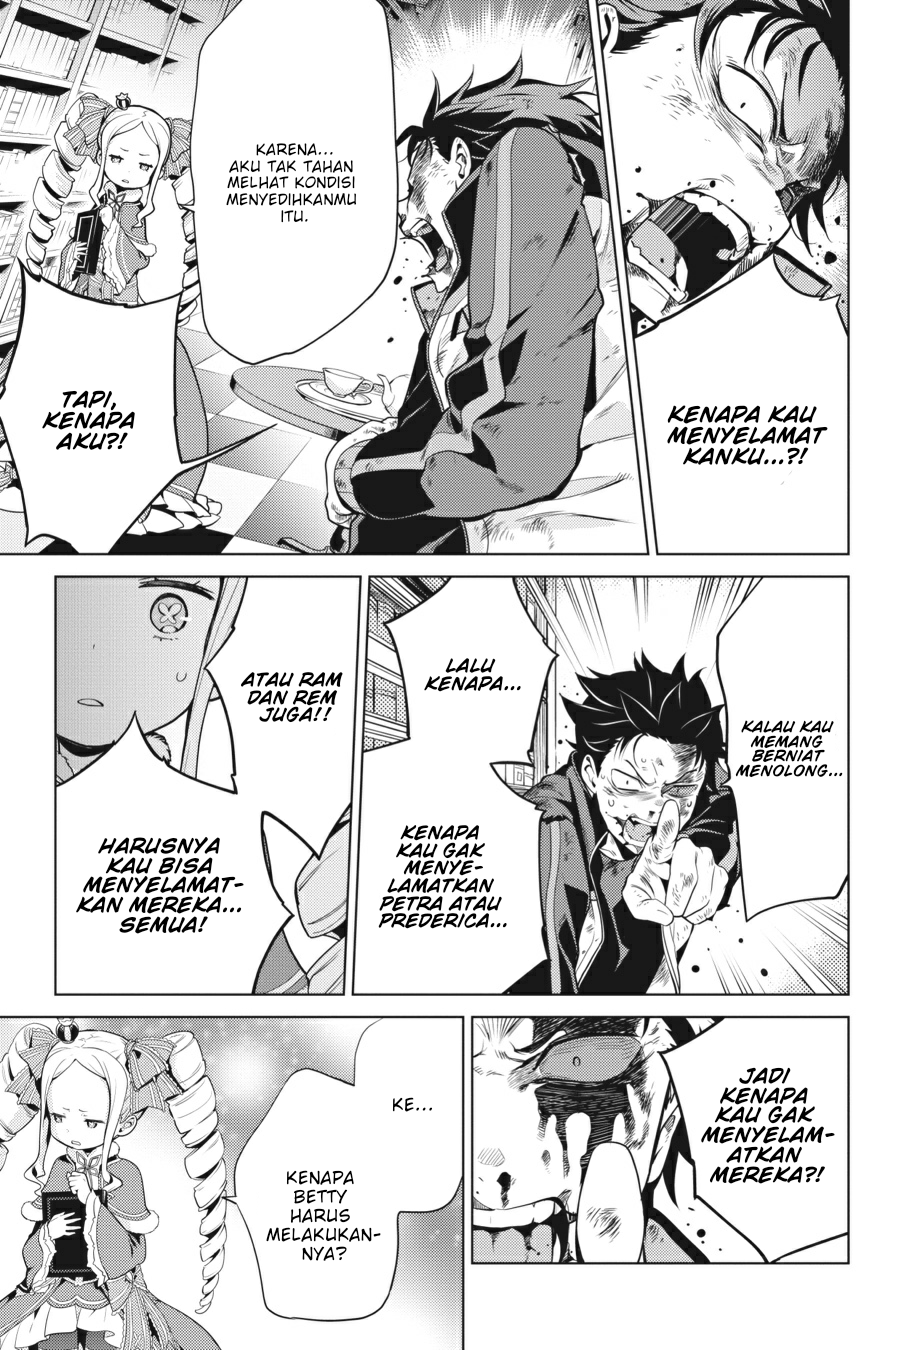 KENAPA KAU
MENYELAMAT
KANKU...?!
KARENA...
AKU TAK TAHAN
MELHAT KONDISI
MENYEDIHKANMU
ITU.
TAPI,
KENAPA
AKU?!
KALAU KAU
MEMANG
BERNIAT
MENOLONG...
LALU
KENAPA...
KENAPA
KAU GAK
MENYE-
LAMATKAN
PETRA ATAU
PREDERICA...
ATAU RAM
DAN REM
JUGA!!
HARUSNYA
KAU BISA
MENYELAMAT-
KAN MEREKA...
SEMUA!
JADI
KENAPA
KAU GAK
MENYELAM-
ATKAN
MEREKA?!
KE...
KENAPA
BETTY
HARUS
MELAKUKAN-
NYA?